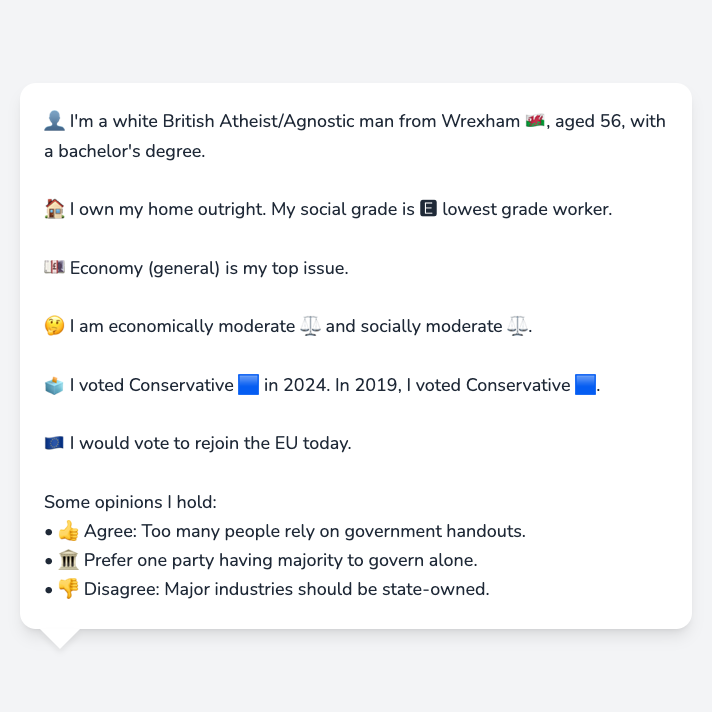 👤 I'm a white British Atheist/Agnostic man from Wrexham 🏴󠁧󠁢󠁷󠁬󠁳󠁿, aged 56, with
a bachelor's degree.
🏠 I own my home outright. My social grade is 🅴 lowest grade worker.
💷 Economy (general) is my top issue.
🤔 I am economically moderate ⚖️ and socially moderate ⚖️.
🗳️ I voted Conservative 🟦 in 2024. In 2019, I voted Conservative 🟦.
🇪🇺 I would vote to rejoin the EU today.
Some opinions I hold:
• 👍 Agree: Too many people rely on government handouts.
• 🏛️ Prefer one party having majority to govern alone.
• 👎 Disagree: Major industries should be state-owned.